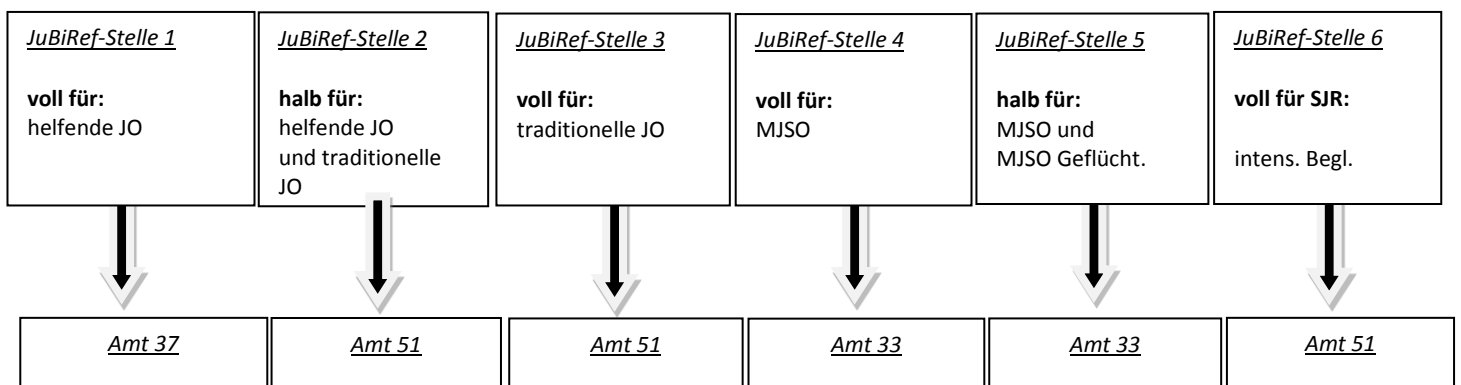 JuBiRef-Stelle 1
voll für:
helfende JO
JuBiRef-Stelle 2
halb für:
helfende JO
und traditionelle
JO
JuBiRef-Stelle 3
voll für:
traditionelle JO
JuBiRef-Stelle 4
voll für:
MJSO
JuBiRef-Stelle 5
halb für:
MJSO und
MJSO Geflücht.
JuBiRef-Stelle 6
voll für SJR:
intens. Begl.
Amt 37
Amt 51
Amt 51
Amt 33
Amt 33
Amt 51